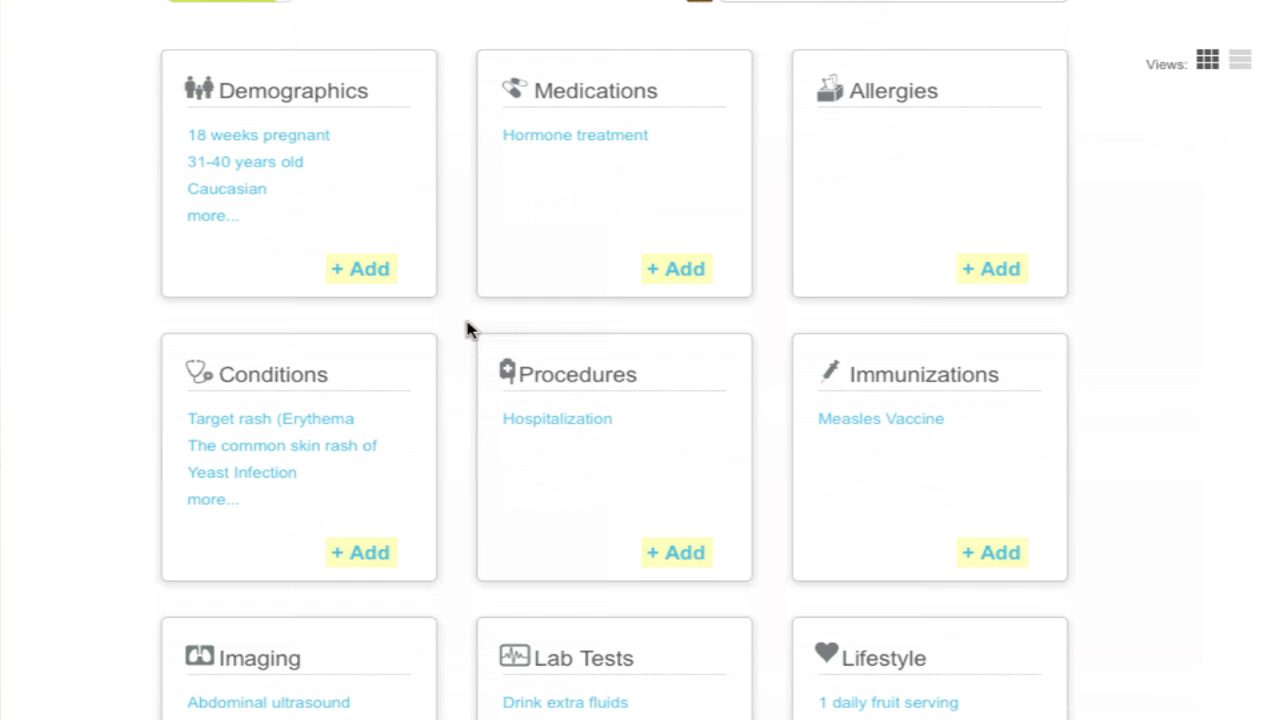 Views:
Demographics
18 weeks pregnant
31-40 years old
Caucasian
more...
+ Add
Medications
Hormone treatment
+ Add
Allergies
+ Add
Conditions
Target rash (Erythema
The common skin rash of
Yeast Infection
more...
+ Add
Procedures
Hospitalization
+ Add
Immunizations
Measles Vaccine
+ Add
Imaging
Abdominal ultrasound
Lab Tests
Drink extra fluids
Lifestyle
1 daily fruit serving